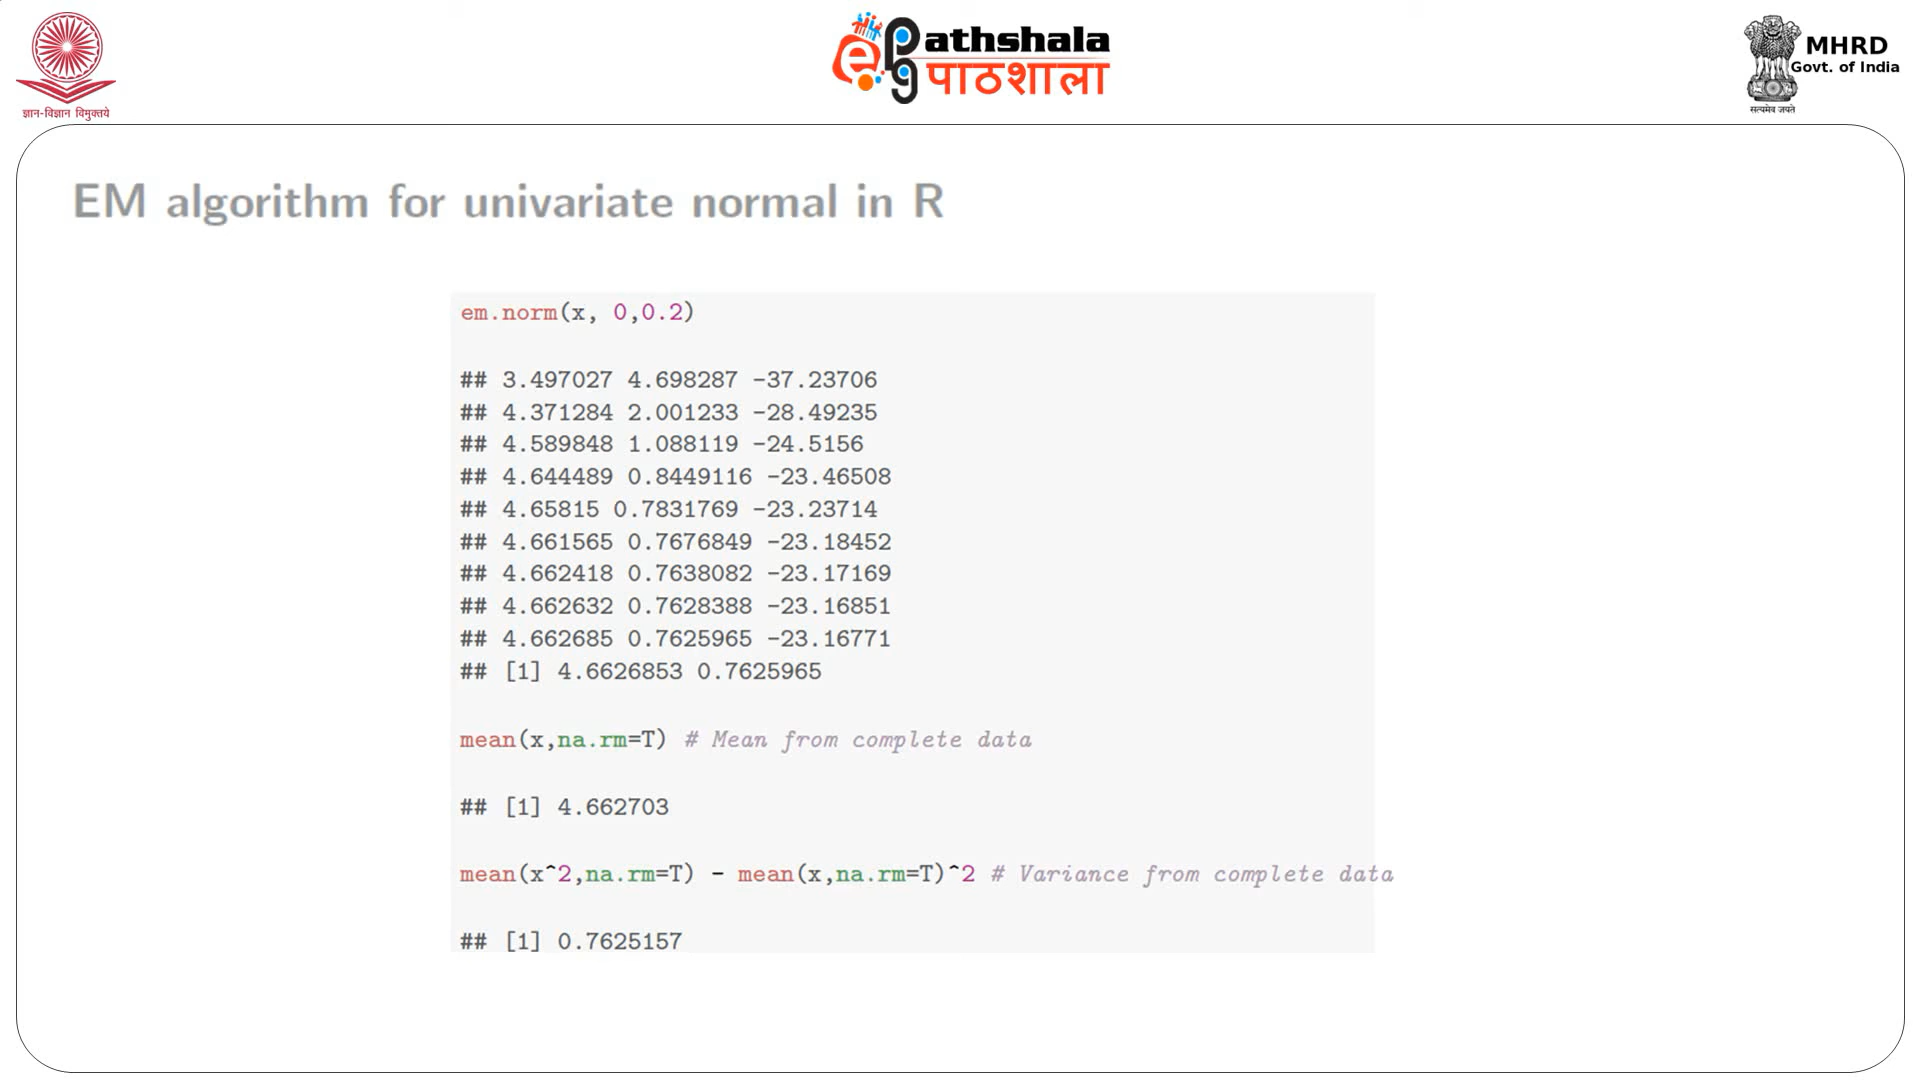 ज्ञान-विज्ञान विमुक्तये
e
pg
Pathshala
पाठशाला
MHRD
Govt. of India
सत्यमेव जयते
EM algorithm for univariate normal in R
em.norm(x, 0,0.2)
## 3.497027 4.698287 -37.23706
## 4.371284 2.001233 -28.49235
## 4.589848 1.088119 -24.5156
## 4.644489 0.8449116 -23.46508
## 4.65815 0.7831769 -23.23714
## 4.661565 0.7676849 -23.18452
## 4.662418 0.7638082 -23.17169
## 4.662632 0.7628388 -23.16851
## 4.662685 0.7625965 -23.16771
## [1] 4.6626853 0.7625965
mean(x,na.rm=T) # Mean from complete data
## [1] 4.662703
mean(x^2,na.rm=T) - mean(x,na.rm=T)^2 # Variance from complete data
## [1] 0.7625157